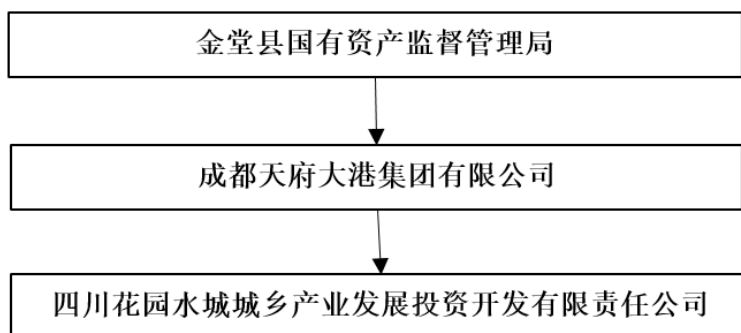 金堂县国有资产监督管理局
成都天府大港集团有限公司
四川花园水城城乡产业发展投资开发有限责任公司